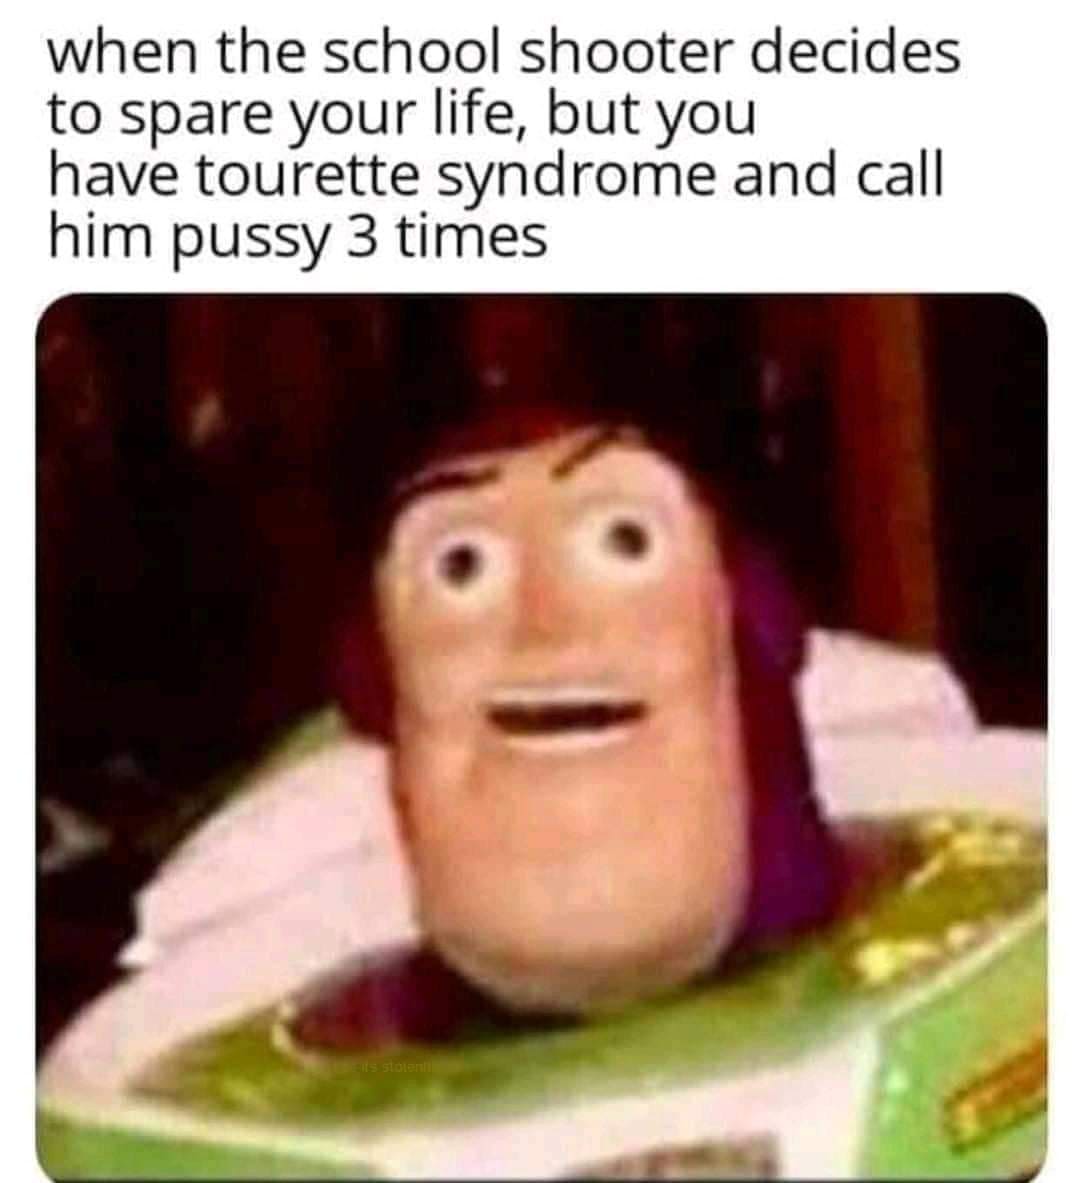 when the school shooter decides
to spare your life, but you
have tourette syndrome and call
him pussy 3 times